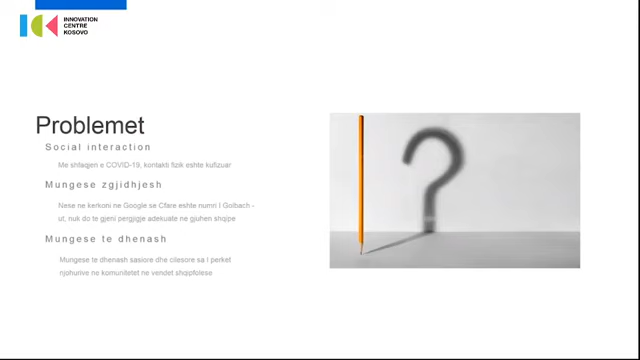 INNOVATION
CENTRE
KOSOVO
Problemet
Social interaction
Me shfaqjen e COVID-19, kontakti fizik eshte kufizuar
Mungese zgjidhjesh
Nese ne kerkoni ne Google se Cfare eshte numri I Golbach -
ut, nuk do te gjeni pergjigje adekuate ne gjuhen shqipe
Mungese te dhenash
Mungese te dhenash sasiore dhe cilesore sa I perket
njohurive ne komunitetet ne vendet shqipfolese